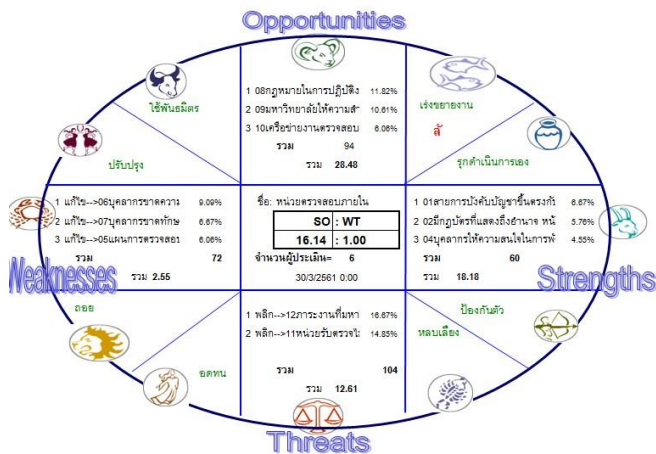 Opportunities
1 08กฎหมายในการปฏิบัติง 11.82%
2 09มหาวิทยาลัยให้ความสำ 10.61%
3 10เครือข่ายงานตรวจสอบ 6.06%
รวม 94
รวม 28.48
ใช้พันธมิตร
ปรับปรุง
เร่งขยายงาน
ลั
รุกดำเนินการเอง
1 แก้ไข-->06บุคลากรขาดความ 9.09%
2 แก้ไข-->07บุคลากรขาดทักษ 6.67%
3 แก้ไข-->05แผนการตรวจสอบ 6.06%
รวม 72
รวม 2.55
Weaknesses
ชื่อ: หน่วยตรวจสอบภายใน
SO : WT
16.14 : 1.00
จำนวนผู้ประเมิน= 6
30/3/2561 0:00
1 01สายการบังคับบัญชาขึ้นตรงกั 6.67%
2 02มีกฎบัตรที่แสดงถึงอำนาจ หน้ 5.76%
3 04บุคลากรให้ความสนใจในการพั 4.55%
รวม 60
รวม 18.18
Strengths
ถอย
อดทน
1 พลิก-->12ภาระงานที่มหา 16.67%
2 พลิก-->11หน่วยรับตรวจไ 14.85%
รวม 104
รวม 12.61
ป้องกันตัว
หลบเลี่ยง
Threats